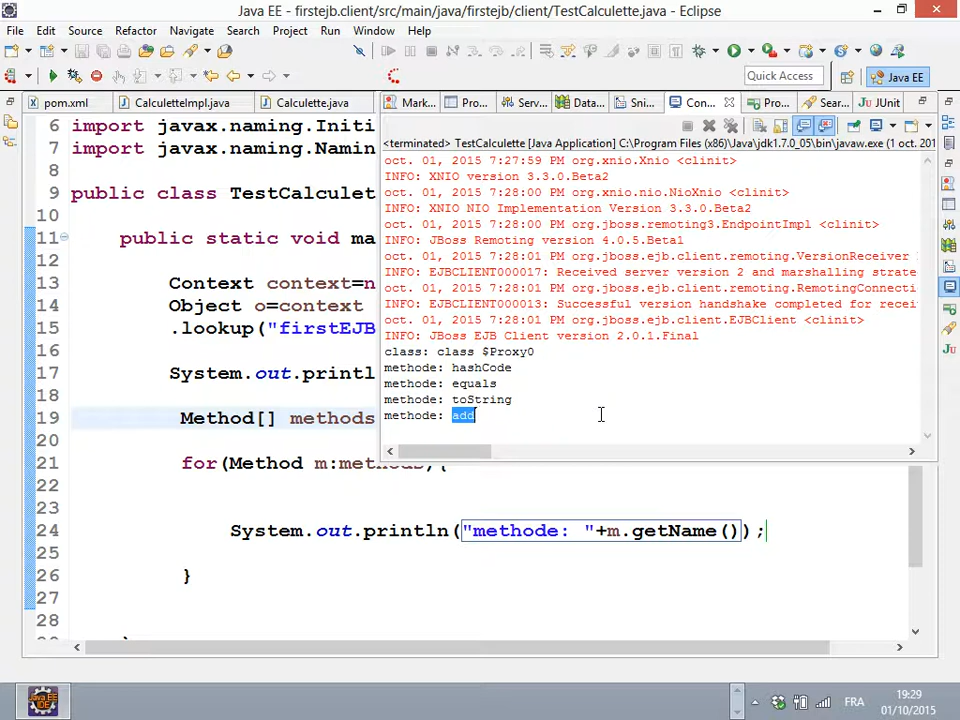 Java EE - firstejb.client/src/main/java/firstejb/client/TestCalculette.java - Eclipse
File Edit Source Refactor Navigate Search Project Run Window Help
Quick Access
Java EE
pom.xml CalculetteImpl.java Calculette.java
Mark... Pro... Serv... Data... Sni... Con... Pro... Sear... JUnit
<terminated> TestCalculette [Java Application] C:\Program Files (x86)\Java\jdk1.7.0_05\bin\javaw.exe (1 oct. 201
oct. 01, 2015 7:27:59 PM org.xnio.Xnio <clinit>
INFO: XNIO version 3.3.0.Beta2
oct. 01, 2015 7:28:00 PM org.xnio.nio.NioXnio <clinit>
INFO: XNIO NIO Implementation Version 3.3.0.Beta2
oct. 01, 2015 7:28:00 PM org.jboss.remoting3.EndpointImpl <clinit>
INFO: JBoss Remoting version 4.0.5.Beta1
oct. 01, 2015 7:28:01 PM org.jboss.ejb.client.remoting.VersionReceiver
INFO: EJBCLIENT000017: Received server version 2 and marshalling strate
oct. 01, 2015 7:28:01 PM org.jboss.ejb.client.remoting.RemotingConnecti
INFO: EJBCLIENT000013: Successful version handshake completed for recei
oct. 01, 2015 7:28:01 PM org.jboss.ejb.client.EJBClient <clinit>
INFO: JBoss EJB Client version 2.0.1.Final
class: class $Proxy0
methode: hashCode
methode: equals
methode: toString
methode: add
6 import javax.naming.Initi
7 import javax.naming.Namin
8
9 public class TestCalculet
10
11 public static void ma
12
13 Context context=n
14 Object o=context
15 .lookup("firstEJB
16
17 System.out.printl
18
19 Method[] methods
20
21 for(Method m:methods){
22
23
24 System.out.println("methode: "+m.getName());
25
26 }
27
28
Java EE IDE
FRA
19:29
01/10/2015